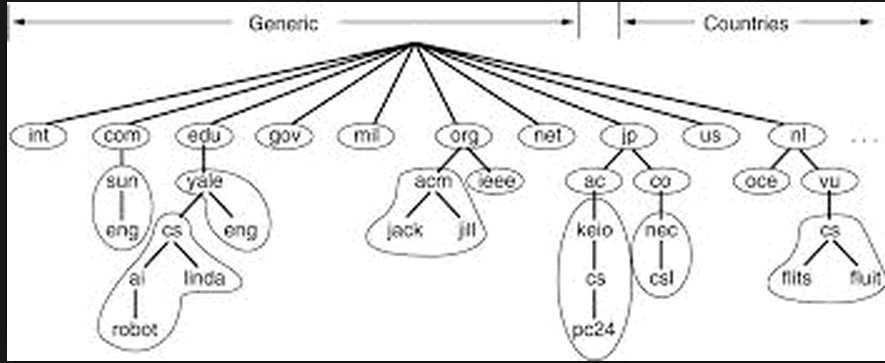 Generic Countries
int com edu gov mil org net jp us nl ...
sun yale acm ieee ac co oce vu
eng cs eng jack jill keio nec cs
ai linda cs csl flits fluit
robot pc24